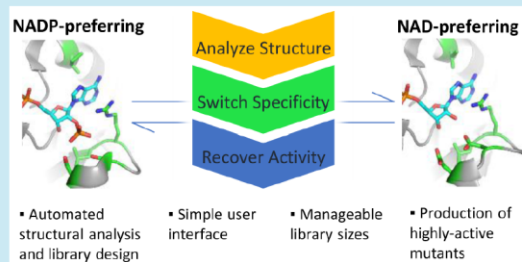 NADP-preferring
NAD-preferring
Analyze Structure
Switch Specificity
Recover Activity
▪ Automated
structural analysis
and library design
▪ Simple user
interface
▪ Manageable
library sizes
▪ Production of
highly-active
mutants